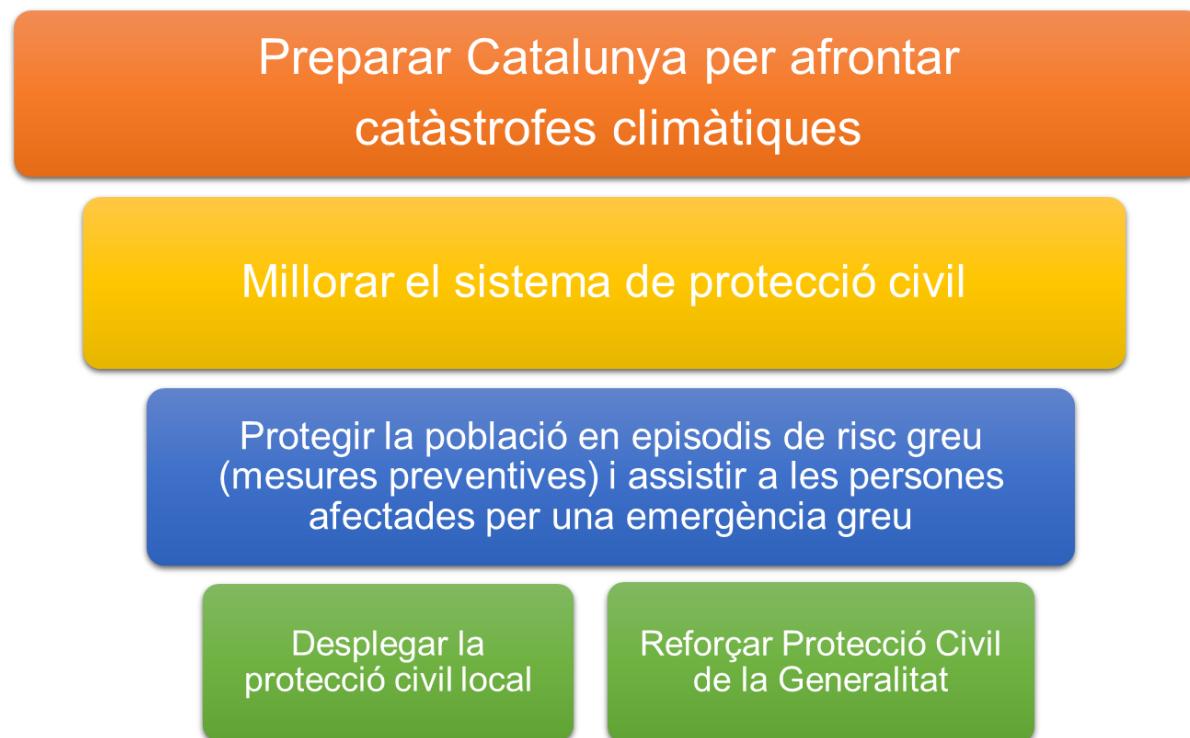 Preparar Catalunya per afrontar
catàstrofes climàtiques
Millorar el sistema de protecció civil
Protegir la població en episodis de risc greu
(mesures preventives) i assistir a les persones
afectades per una emergència greu
Desplegar la
protecció civil local
Reforçar Protecció Civil
de la Generalitat